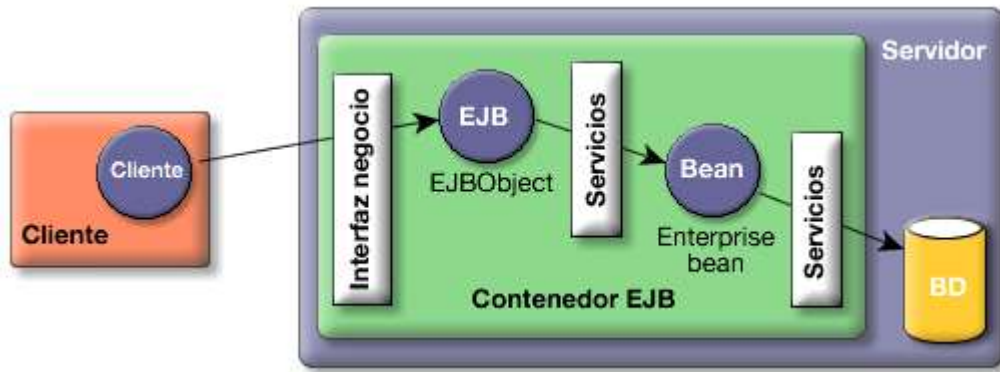 Servidor
Interfaz negocio
EJB
EJBObject
Servicios
Bean
Enterprise
bean
Servicios
Cliente
Cliente
Contenedor EJB
BD